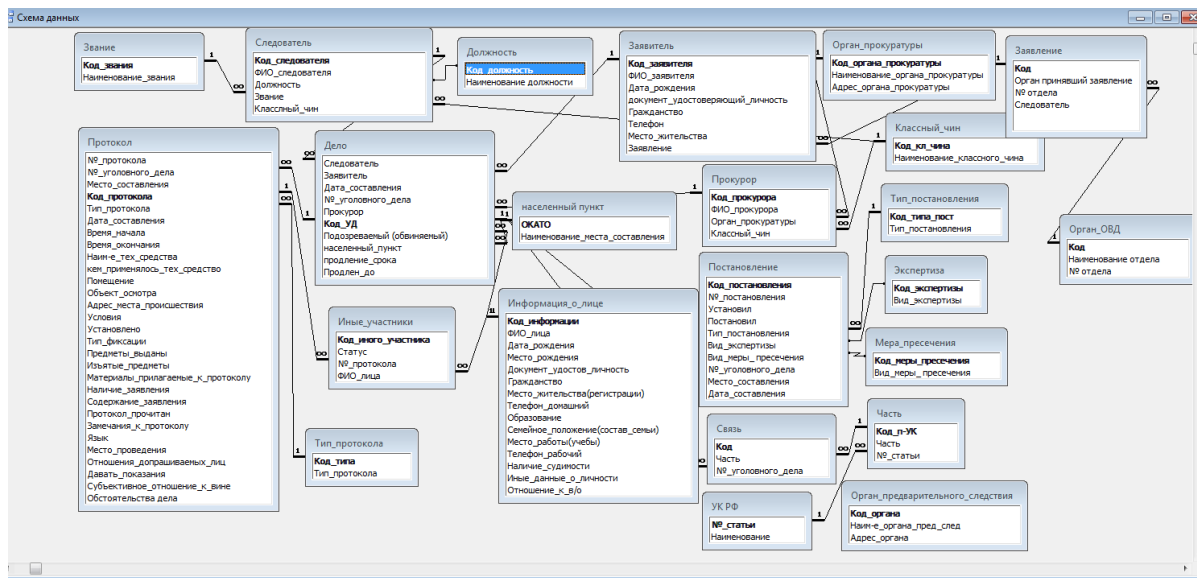 Схема данных
Звание
Код_звания
Наименование_звания
Следователь
Код_следователя
ФИО_следователя
Должность
Звание
Класслный_чин
Должность
Код_должность
Наименование должности
Заявитель
Код_заявителя
ФИО_заявителя
Дата_рождения
документ_удостоверяющий_личность
Гражданство
Телефон
Место_жительства
Заявление
Орган_прокуратуры
Код_органа_прокуратуры
Наименование_органа_прокуратуры
Адрес_органа_прокуратуры
Заявление
Код
Орган принявший заявление
№ отдела
Следователь
Классный_чин
Код_кл_чина
Наименование_классного_чина
Протокол
№_протокола
№_уголовного_дела
Место_составления
Код_протокола
Тип_протокола
Дата_составления
Время_начала
Время_окончания
Наим-е_тех_средства
кем_применялось_тех_средство
Помещение
Объект_осмотра
Адрес_места_происшествия
Условия
Установлено
Тип_фиксации
Предметы_выданы
Изъятые_предметы
Материалы_прилагаемые_к_протоколу
Наличие_заявления
Содержание_заявления
Протокол_прочитан
Замечания_к_протоколу
Язык
Место_проведения
Отношения_допрашиваемых_лиц
Давать_показания
Субъективное_отношение_к_вине
Обстоятельства дела
Дело
Следователь
Заявитель
Дата_составления
№_уголовного_дела
Прокурор
Код_УД
Подозреваемый (обвиняемый)
населенный_пункт
продление_срока
Продлен_до
населенный пункт
ОКАТО
Наименование_места_составления
Прокурор
Код_прокурора
ФИО_прокурора
Орган_прокуратуры
Классный_чин
Тип_постановления
Код_типа_пост
Тип_постановления
Орган_ОВД
Код
Наименование отдела
№ отдела
Постановление
Код_постановления
№_постановления
Установил
Постановил
Тип_постановления
Вид_экспертизы
Вид_меры_ пресечения
№_уголовного_дела
Место_составления
Дата_составления
Экспертиза
Код_экспертизы
Вид_экспертизы
Мера_пресечения
Код_меры_пресечения
Вид_меры_ пресечения
Иные_участники
Код_иного_участника
Статус
№_протокола
ФИО_лица
Информация_о_лице
Код_информации
ФИО_лица
Дата_рождения
Место_рождения
Документ_удостов_личность
Гражданство
Место_жительства(регистрации)
Телефон_домашний
Образование
Семейное_положение(состав_семьи)
Место_работы(учебы)
Телефон_рабочий
Наличие_судиности
Иные_данные_о_личности
Отношение_к_в/о
Тип_протокола
Код_типа
Тип_протокола
Связь
Код
Часть
№_уголовного_дела
Часть
Код_п-УК
Часть
№_статьи
УК РФ
№_статьи
Наименование
Орган_предварительного_следствия
Код_органа
Наим-е_органа_пред_след
Адрес_органа